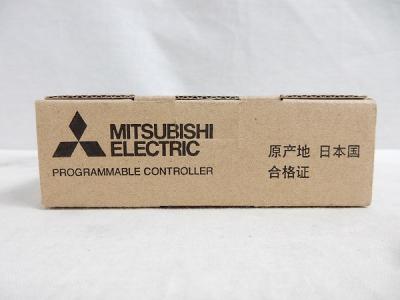 MITSUBISHI
ELECTRIC
PROGRAMMABLE CONTROLLER
原产地 日本国
合格证